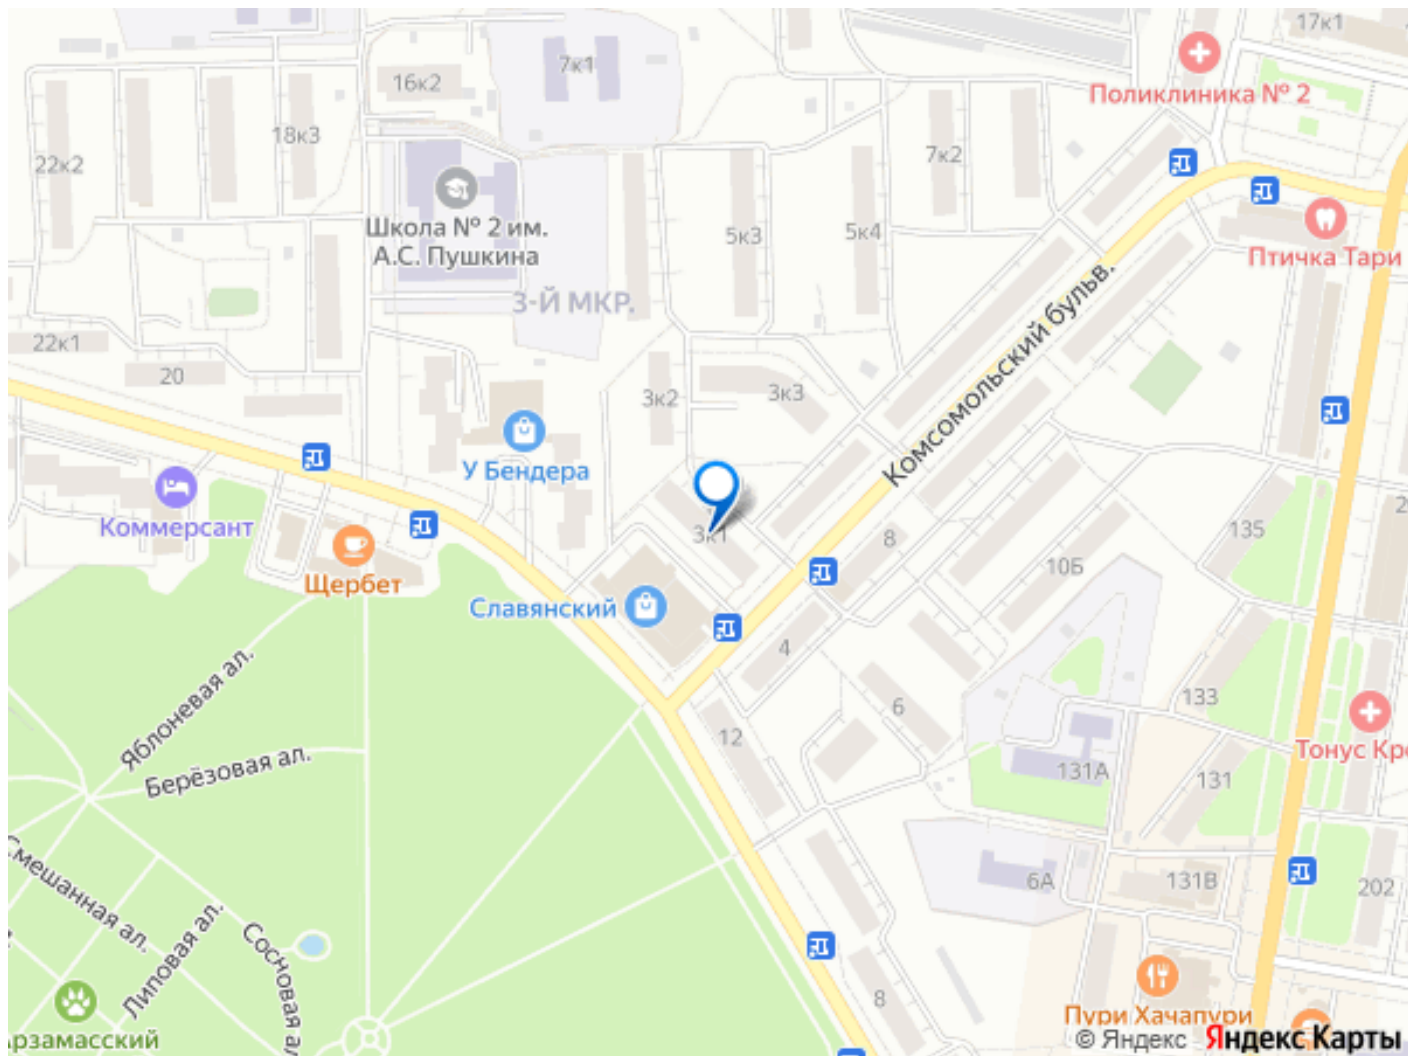 17к1
7к1
16к2
Поликлиника № 2
18к3
22к2
7к2
Школа № 2 им.
А.С. Пушкина
5к3
5к4
Птичка Тари
3-Й МКР.
Комсомольский бульв.
22к1
20
3к2
3к3
У Бендера
Коммерсант
3к1
8
135
10Б
Щербет
Славянский
4
6
133
12
Тонус Кро
Яблоневая ал.
Берёзовая ал.
131А
131
Смешанная ал.
6А
131В
202
Липовая ал.
Сосновая ал
8
Пури Хачапури
рзамасский
© Яндекс Яндекс Карты